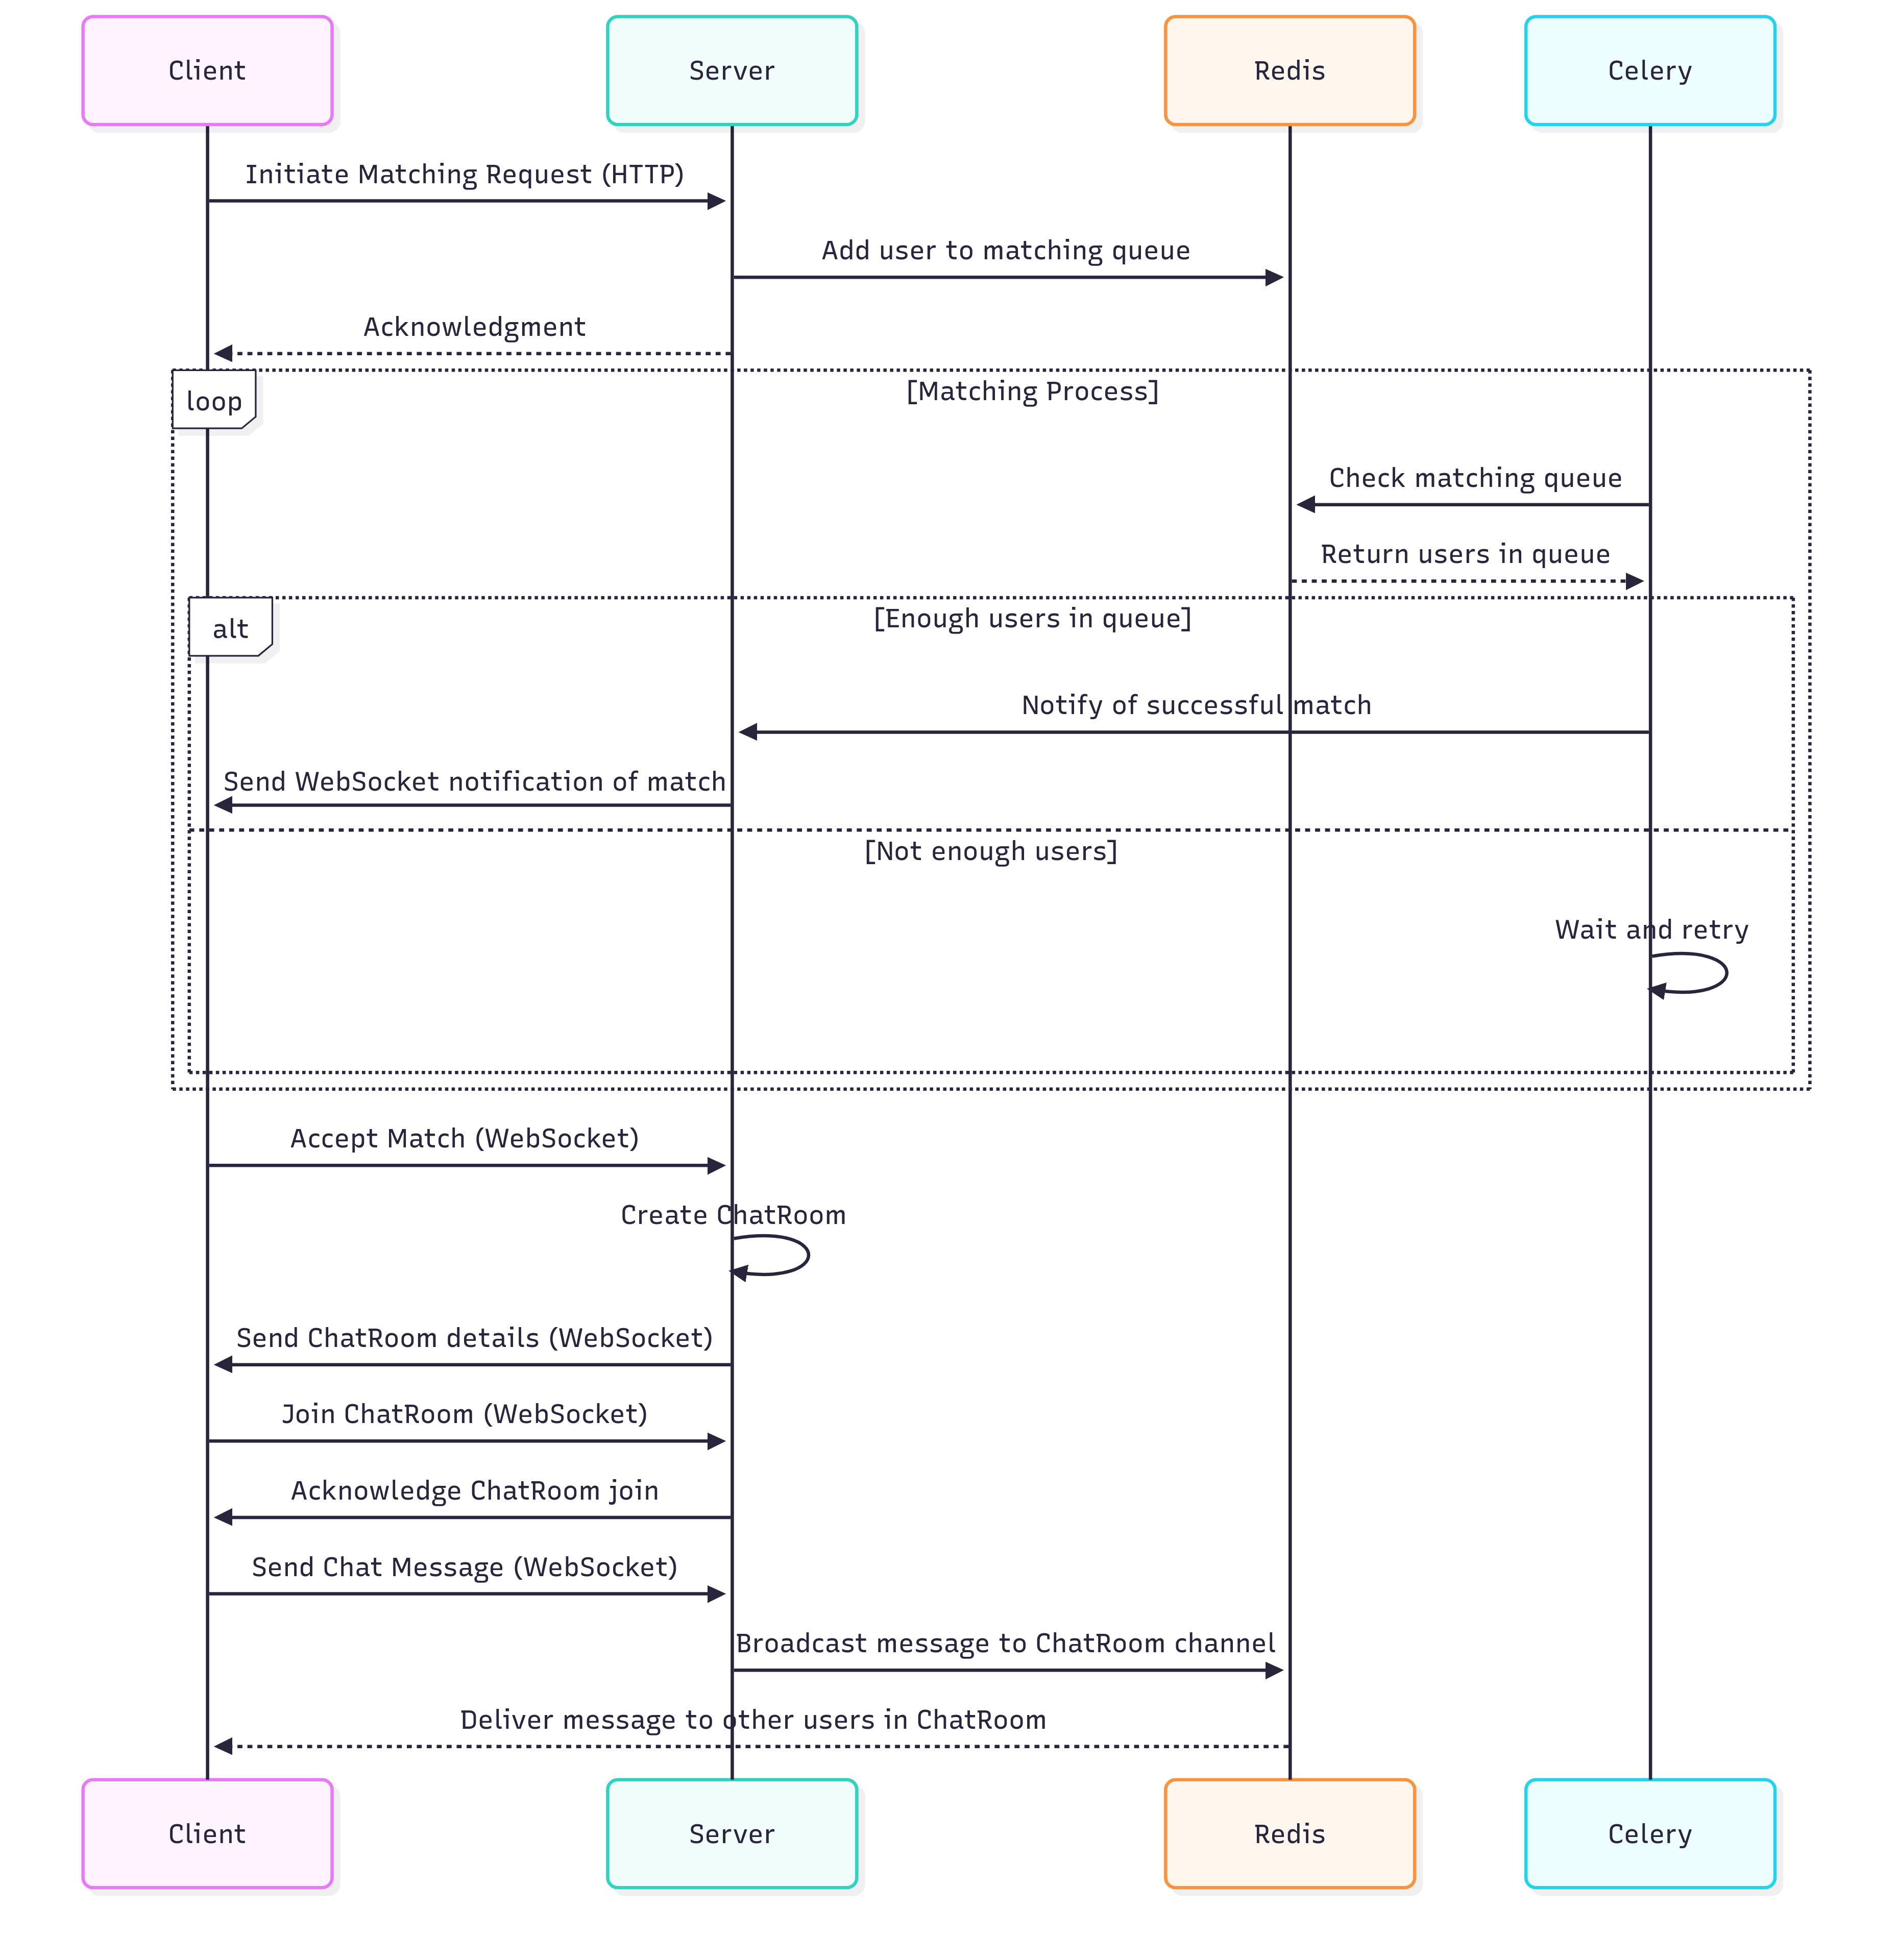 Client
Server
Redis
Celery
Initiate Matching Request (HTTP)
Add user to matching queue
Acknowledgment
loop
[Matching Process]
Check matching queue
Return users in queue
alt
[Enough users in queue]
Notify of successful match
Send WebSocket notification of match
[Not enough users]
Wait and retry
Accept Match (WebSocket)
Create ChatRoom
Send ChatRoom details (WebSocket)
Join ChatRoom (WebSocket)
Acknowledge ChatRoom join
Send Chat Message (WebSocket)
Broadcast message to ChatRoom channel
Deliver message to other users in ChatRoom
Client
Server
Redis
Celery